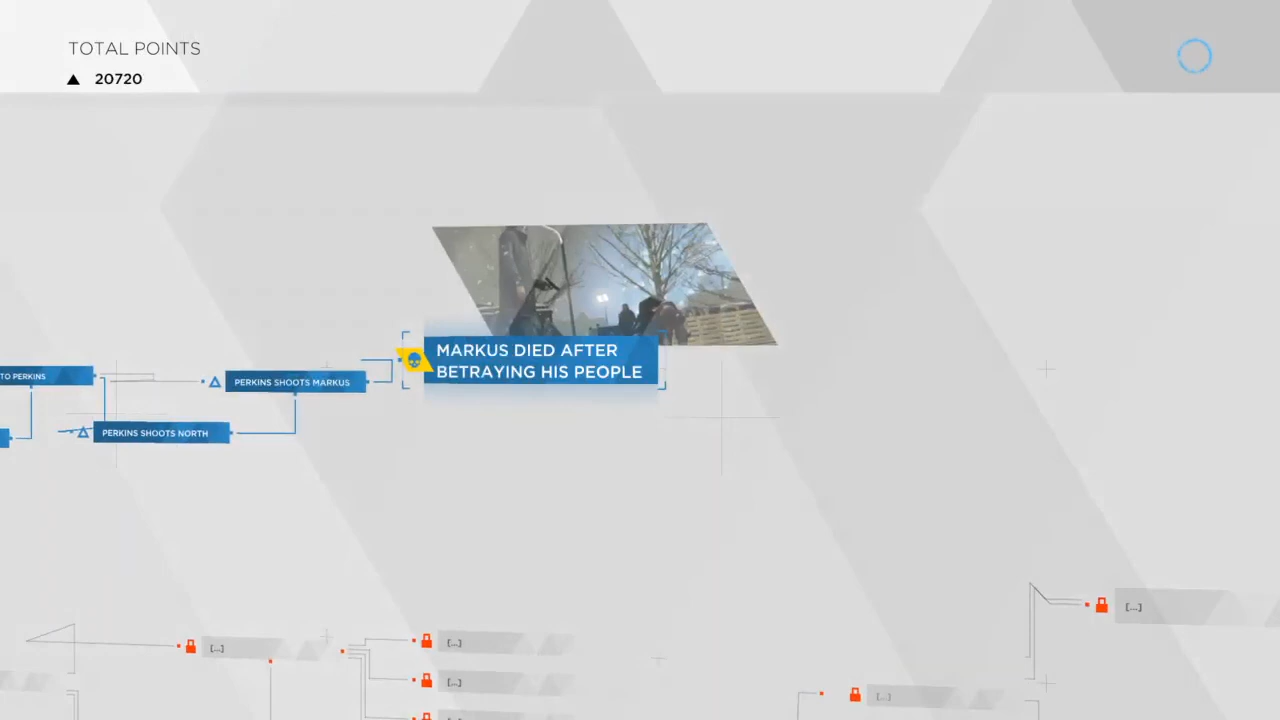 TOTAL POINTS
20720
MARKUS DIED AFTER
BETRAYING HIS PEOPLE
TO PERKINS
PERKINS SHOOTS MARKUS
PERKINS SHOOTS NORTH
[...]
[...]
[...]
[...]
[...]